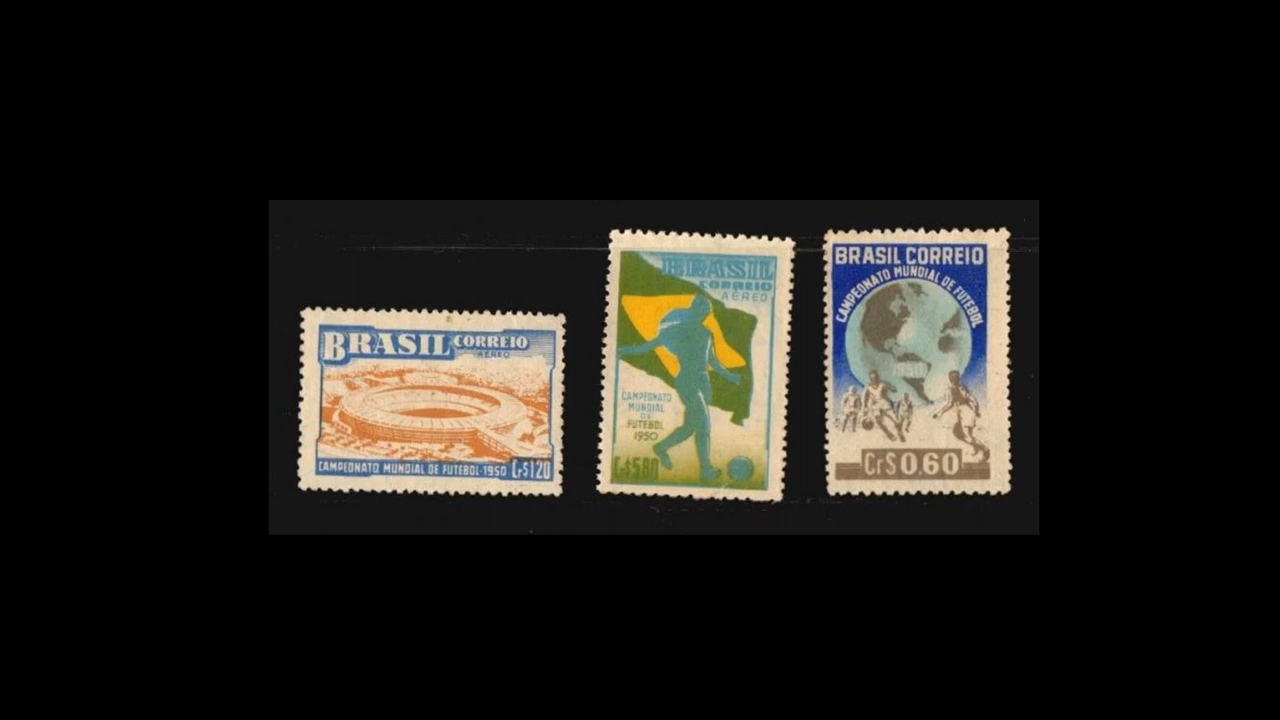 BRASIL CORREIO
AÉREO
CAMPEONATO MUNDIAL DE FUTEBOL-1950 Cr$1,20
BRASIL
CORREIO
AÉREO
CAMPEONATO
MUNDIAL
DE
FUTEBOL
1950
Cr$5,80
BRASIL CORREIO
CAMPEONATO MUNDIAL DE FUTEBOL
1950
Cr$ 0.60